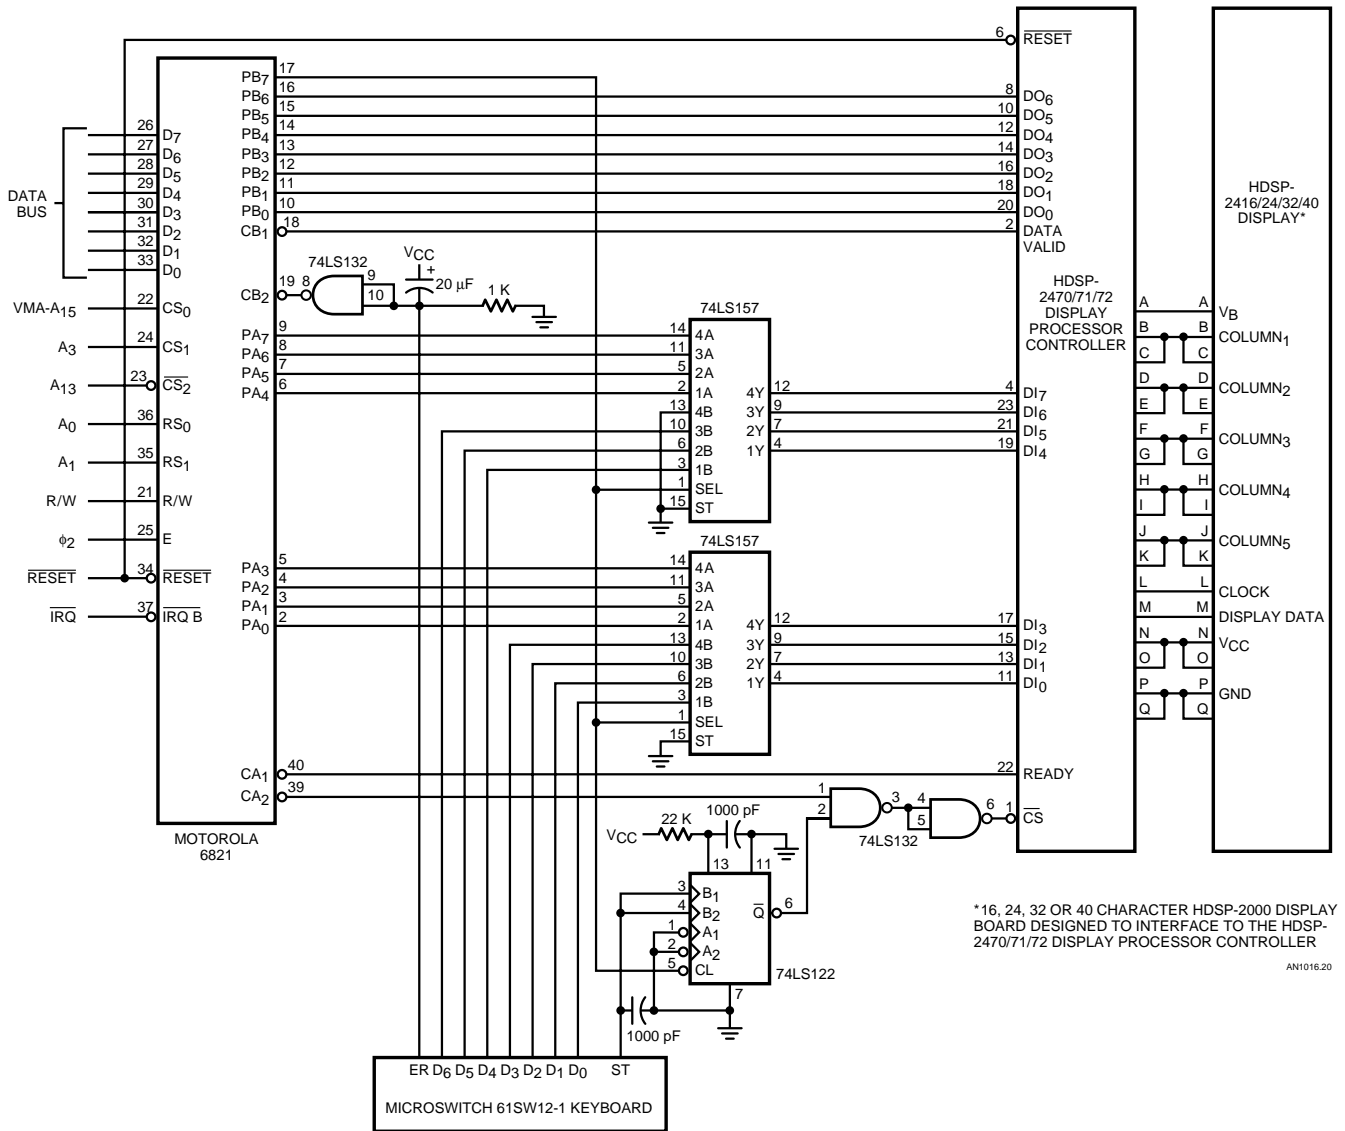 6 RESET
17 PB7
16 PB6
15 PB5
14 PB4
13 PB3
12 PB2
11 PB1
10 PB0
18 CB1
8 DO6
10 DO5
12 DO4
14 DO3
16 DO2
18 DO1
20 DO0
2 DATA
VALID
DATA
BUS
26 D7
27 D6
28 D5
29 D4
30 D3
31 D2
32 D1
33 D0
VMA-A15 22 CS0
A3 24 CS1
A13 23 CS2
A0 36 RS0
A1 35 RS1
R/W 21 R/W
ϕ2 25 E
RESET 34 RESET
IRQ 37 IRQ B
CB2 19 8
74LS132
9
10
VCC
+
20 µF
1 K
PA7 9
PA6 8
PA5 7
PA4 6
74LS157
14 4A
11 3A
5 2A
2 1A
13 4B
10 3B
6 2B
3 1B
1 SEL
15 ST
4Y 12
3Y 9
2Y 7
1Y 4
4 DI7
23 DI6
21 DI5
19 DI4
PA3 5
PA2 4
PA1 3
PA0 2
74LS157
14 4A
11 3A
5 2A
2 1A
13 4B
10 3B
6 2B
3 1B
1 SEL
15 ST
4Y 12
3Y 9
2Y 7
1Y 4
17 DI3
15 DI2
13 DI1
11 DI0
CA1 40
CA2 39
22 READY
MOTOROLA
6821
1
2
3
4
5
6
1 CS
74LS132
VCC
22 K
1000 pF
13
11
3 B1
4 B2
1 A1
2 A2
5 CL
Q 6
7
74LS122
1000 pF
ER D6 D5 D4 D3 D2 D1 D0 ST
MICROSWITCH 61SW12-1 KEYBOARD
HDSP-
2470/71/72
DISPLAY
PROCESSOR
CONTROLLER
HDSP-
2416/24/32/40
DISPLAY*
A A VB
B B COLUMN1
C C
D D COLUMN2
E E
F F COLUMN3
G G
H H COLUMN4
I I
J J COLUMN5
K K
L L CLOCK
M M DISPLAY DATA
N N VCC
O O
P P GND
Q Q
*16, 24, 32 OR 40 CHARACTER HDSP-2000 DISPLAY
BOARD DESIGNED TO INTERFACE TO THE HDSP-
2470/71/72 DISPLAY PROCESSOR CONTROLLER
AN1016.20